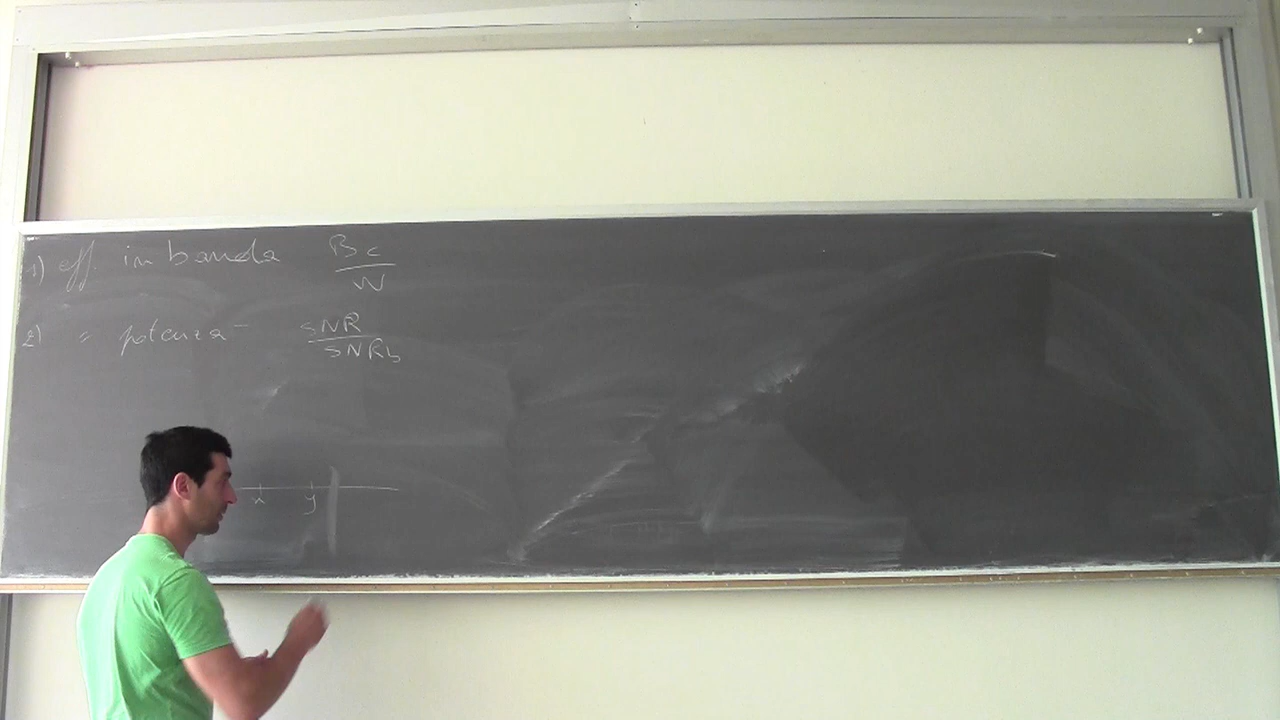 1) eff. in banda Bc / W
2) " potenza SNR / SNRb
x y